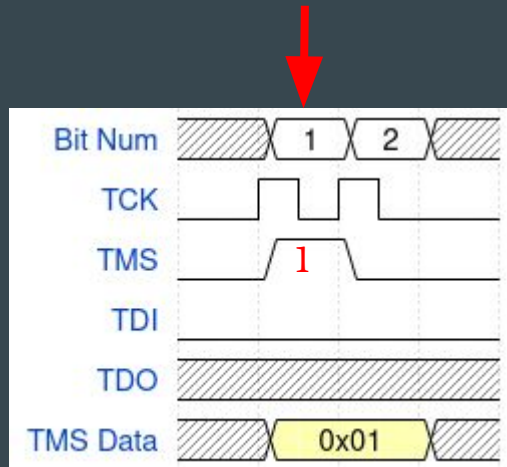 Bit Num 1 2
TCK
TMS 1
TDI
TDO
TMS Data 0x01